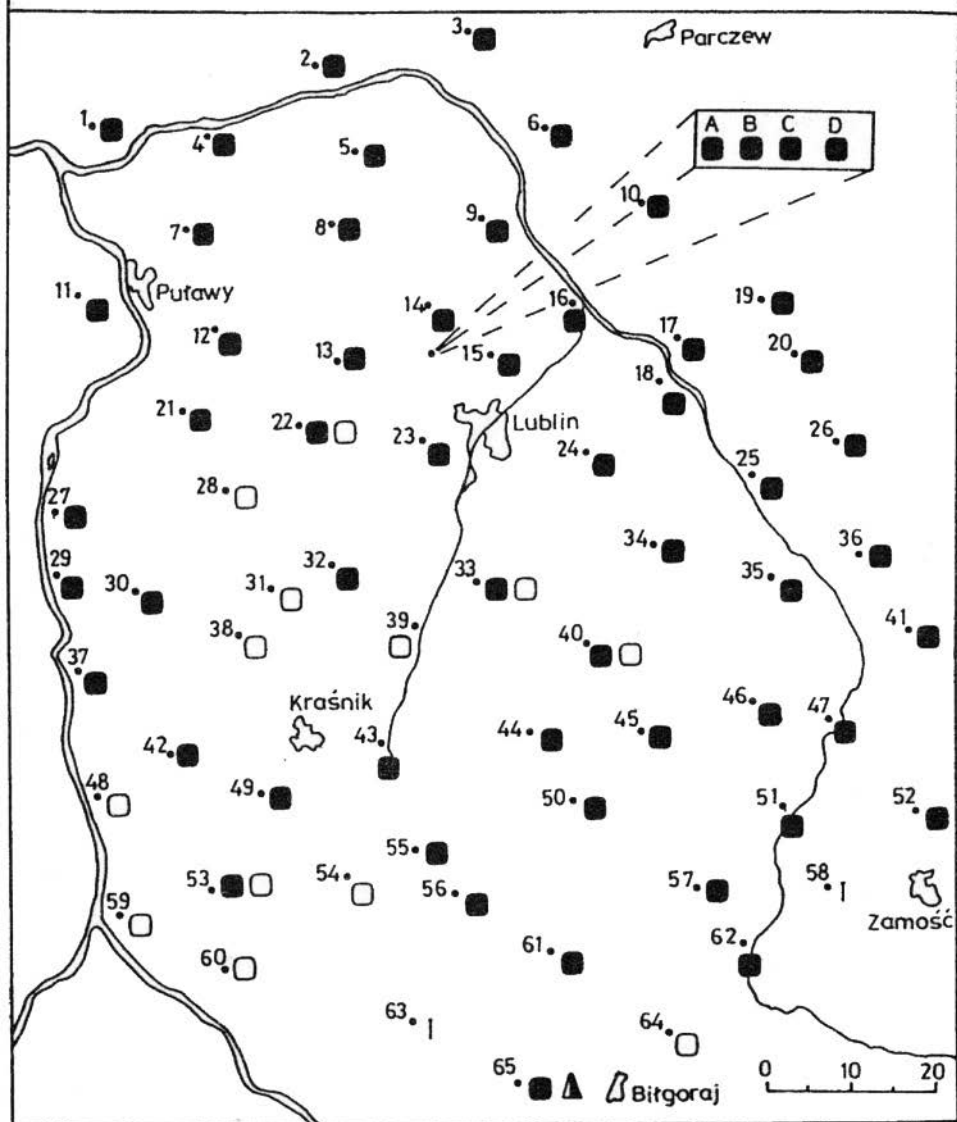 3 Parczew
2
1 4 6 A B C D
5
10
7 8 9
11 Puławy 14 16 19
12 13 15 17 20
18
21 22 23 Lublin 24 26
25
28
27
29 30 31 32 33 34 35 36
38 39 40 41
37
Kraśnik 46 47
42 43 44 45
48 49 50 51 52
55
53 54 56 57 58
59 Zamość
60 61 62
63 64
65 Biłgoraj 0 10 20